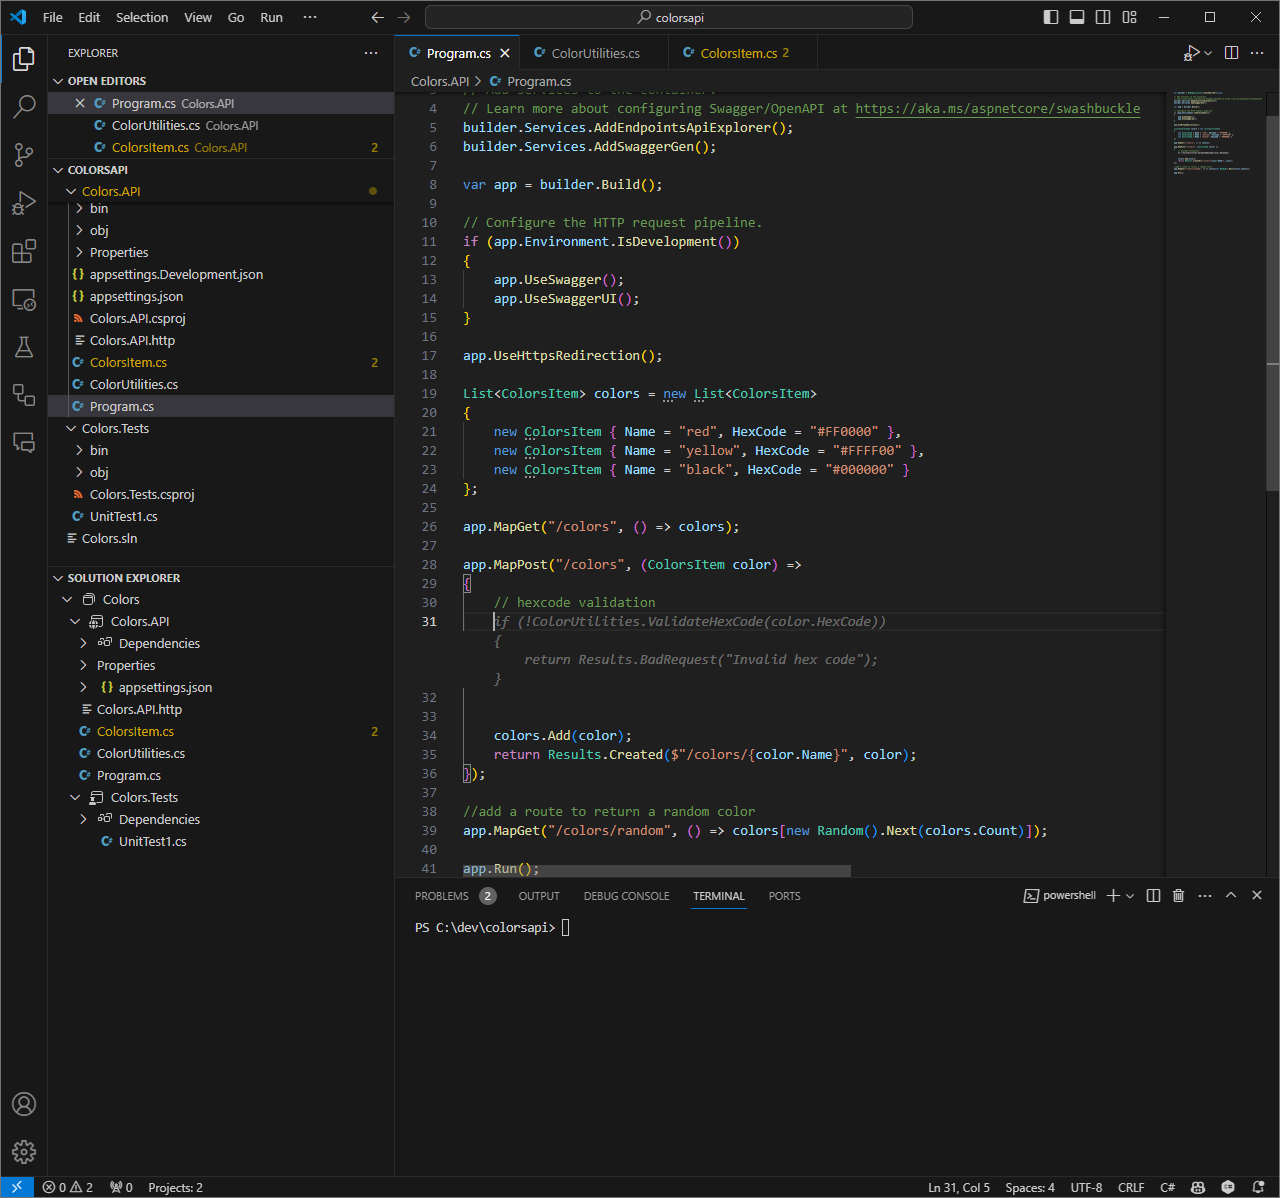 File Edit Selection View Go Run ···
colorsapi
EXPLORER
OPEN EDITORS
Program.cs Colors.API
ColorUtilities.cs Colors.API
ColorsItem.cs Colors.API 2
COLORSAPI
Colors.API
bin
obj
Properties
appsettings.Development.json
appsettings.json
Colors.API.csproj
Colors.API.http
ColorsItem.cs 2
ColorUtilities.cs
Program.cs
Colors.Tests
bin
obj
Colors.Tests.csproj
UnitTest1.cs
Colors.sln
SOLUTION EXPLORER
Colors
Colors.API
Dependencies
Properties
appsettings.json
Colors.API.http
ColorsItem.cs 2
ColorUtilities.cs
Program.cs
Colors.Tests
Dependencies
UnitTest1.cs
Program.cs
ColorUtilities.cs
ColorsItem.cs 2
Colors.API > Program.cs
3 // Add services to the container.
4 // Learn more about configuring Swagger/OpenAPI at https://aka.ms/aspnetcore/swashbuckle
5 builder.Services.AddEndpointsApiExplorer();
6 builder.Services.AddSwaggerGen();
7
8 var app = builder.Build();
9
10 // Configure the HTTP request pipeline.
11 if (app.Environment.IsDevelopment())
12 {
13 app.UseSwagger();
14 app.UseSwaggerUI();
15 }
16
17 app.UseHttpsRedirection();
18
19 List<ColorsItem> colors = new List<ColorsItem>
20 {
21 new ColorsItem { Name = "red", HexCode = "#FF0000" },
22 new ColorsItem { Name = "yellow", HexCode = "#FFFF00" },
23 new ColorsItem { Name = "black", HexCode = "#000000" }
24 };
25
26 app.MapGet("/colors", () => colors);
27
28 app.MapPost("/colors", (ColorsItem color) =>
29 {
30 // hexcode validation
31 if (!ColorUtilities.ValidateHexCode(color.HexCode))
{
return Results.BadRequest("Invalid hex code");
}
32
33
34 colors.Add(color);
35 return Results.Created($"/colors/{color.Name}", color);
36 });
37
38 //add a route to return a random color
39 app.MapGet("/colors/random", () => colors[new Random().Next(colors.Count)]);
40
41 app.Run();
PROBLEMS 2 OUTPUT DEBUG CONSOLE TERMINAL PORTS
powershell
PS C:\dev\colorsapi>
0 2 0 Projects: 2
Ln 31, Col 5 Spaces: 4 UTF-8 CRLF C#